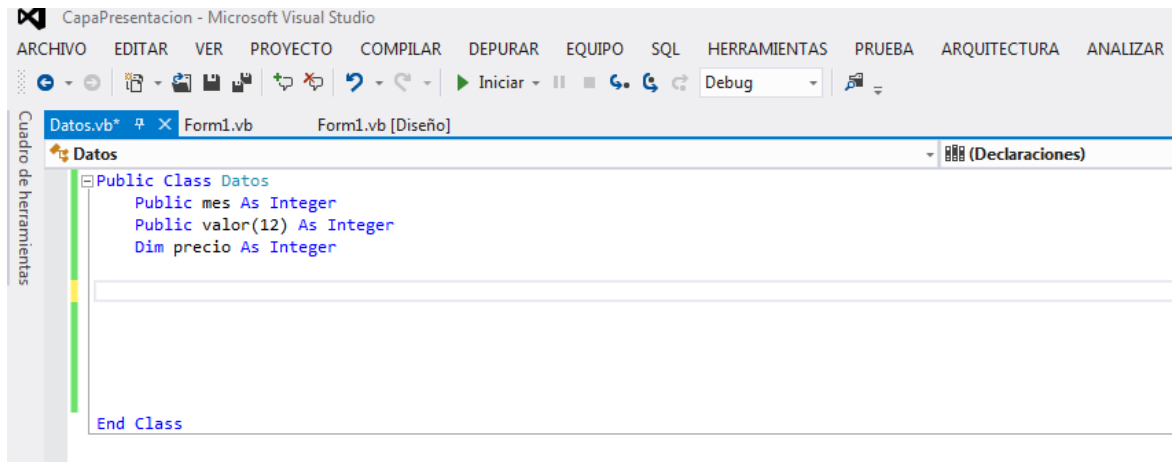 CapaPresentacion - Microsoft Visual Studio
ARCHIVO EDITAR VER PROYECTO COMPILAR DEPURAR EQUIPO SQL HERRAMIENTAS PRUEBA ARQUITECTURA ANALIZAR
Iniciar Debug
Cuadro de herramientas
Datos.vb* Form1.vb Form1.vb [Diseño]
Datos (Declaraciones)
Public Class Datos
Public mes As Integer
Public valor(12) As Integer
Dim precio As Integer
End Class